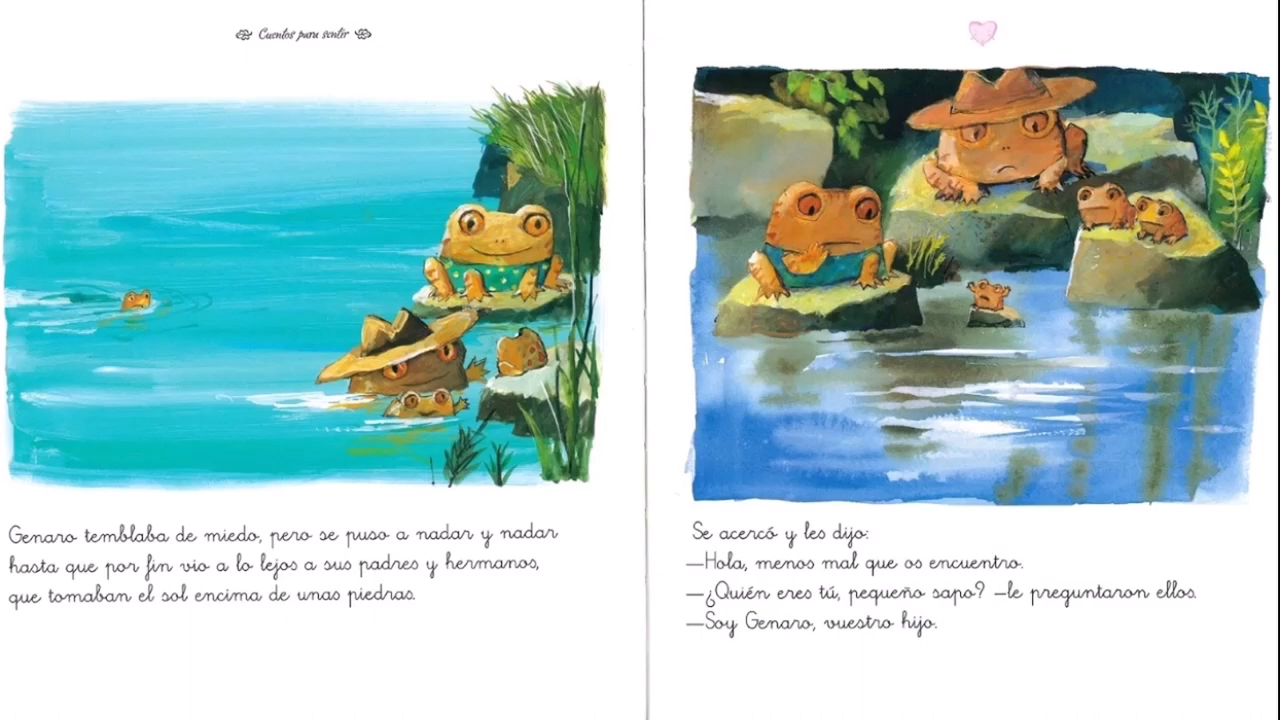 Cuentos para sentir
Genaro temblaba de miedo, pero se puso a nadar y nadar
hasta que por fin vio a lo lejos a sus padres y hermanos,
que tomaban el sol encima de unas piedras.
Se acercó y les dijo:
—Hola, menos mal que os encuentro.
—¿Quién eres tú, pequeño sapo? —le preguntaron ellos.
—Soy Genaro, vuestro hijo.